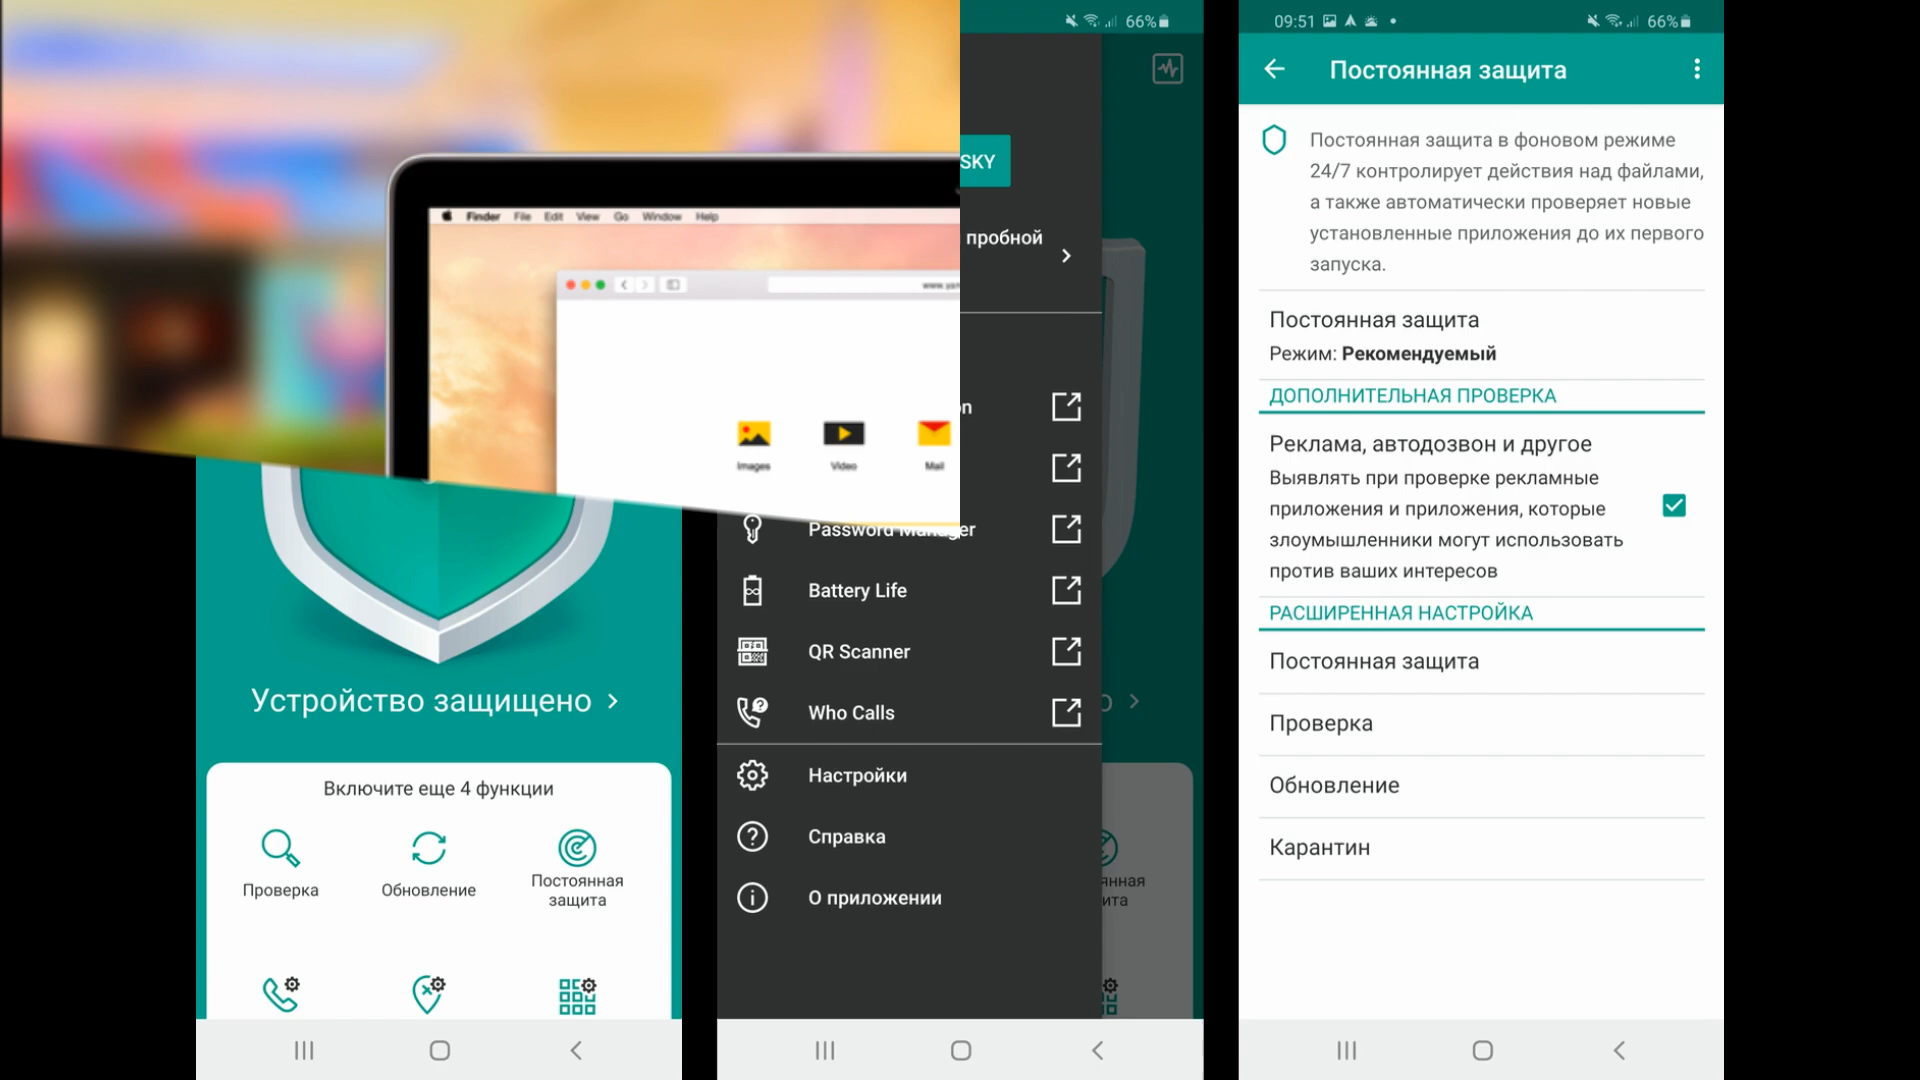 Finder File Edit View Go Window Help
Images Video Mail
Устройство защищено
Включите еще 4 функции
Проверка
Обновление
Постоянная
защита
66%
SKY
пробной
Password Manager
Battery Life
QR Scanner
Who Calls
Настройки
Справка
О приложении
09:51
66%
Постоянная защита
Постоянная защита в фоновом режиме
24/7 контролирует действия над файлами,
а также автоматически проверяет новые
установленные приложения до их первого
запуска.
Постоянная защита
Режим: Рекомендуемый
ДОПОЛНИТЕЛЬНАЯ ПРОВЕРКА
Реклама, автодозвон и другое
Выявлять при проверке рекламные
приложения и приложения, которые
злоумышленники могут использовать
против ваших интересов
РАСШИРЕННАЯ НАСТРОЙКА
Постоянная защита
Проверка
Обновление
Карантин